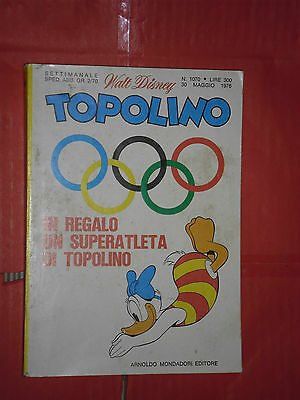 SETTIMANALE
SPED. ABB. GR. 2/70
Walt Disney
N. 1070 • LIRE 300
30 MAGGIO 1976
TOPOLINO
IN REGALO
UN SUPERATLETA
DI TOPOLINO
ARNOLDO MONDADORI EDITORE